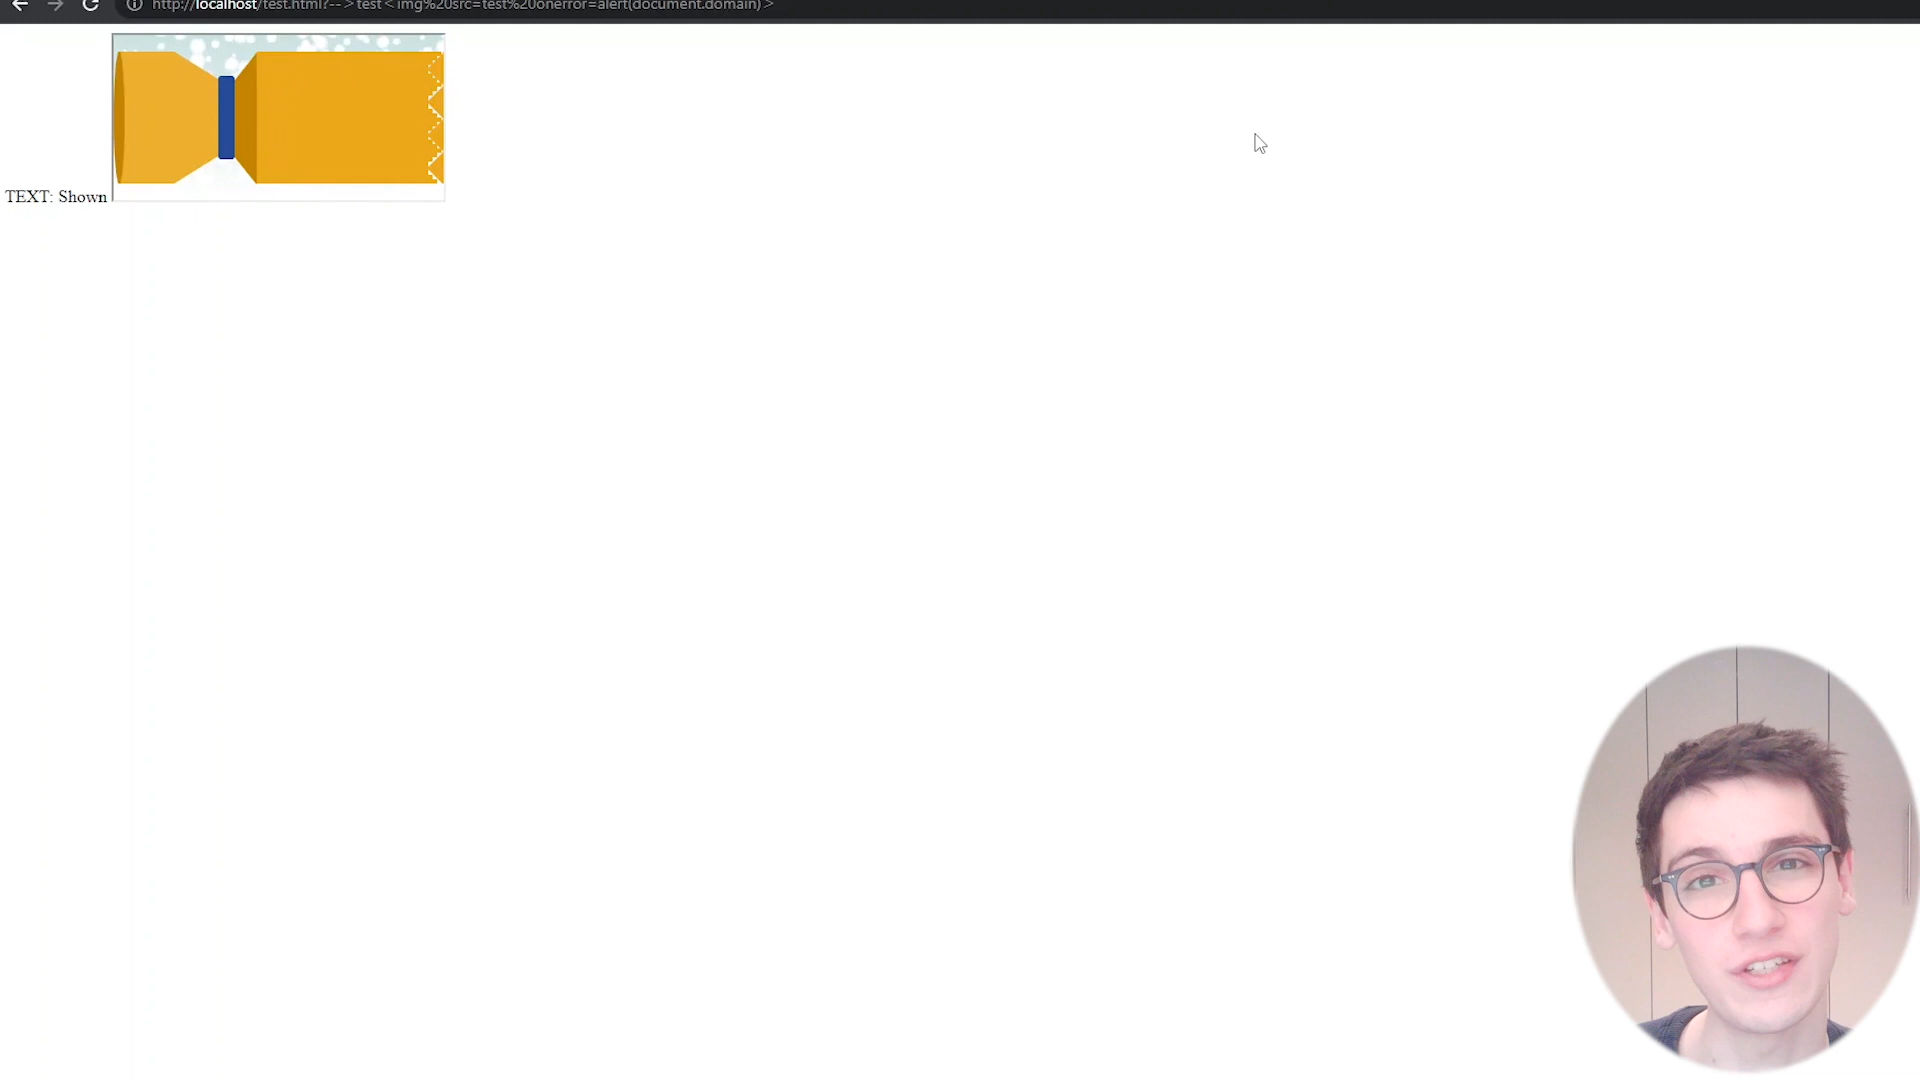 http://localhost/test.html?-->test<img%20src=test%20onerror=alert(document.domain)>
TEXT: Shown